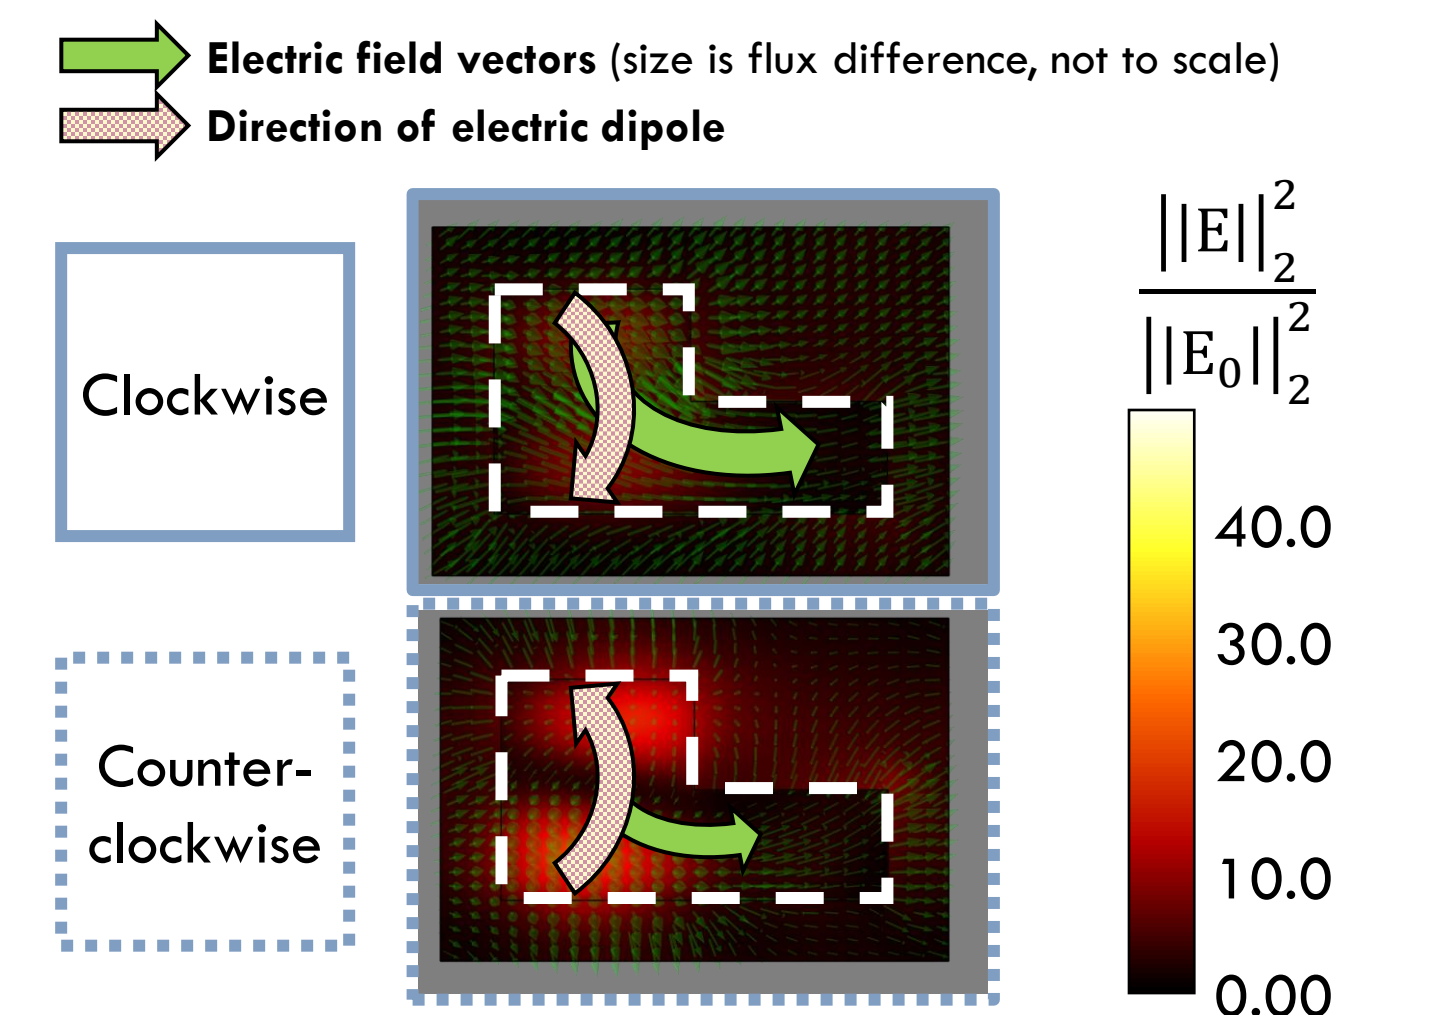 Electric field vectors (size is flux difference, not to scale)
Direction of electric dipole
||E||₂²
||E₀||₂²
Clockwise
Counter-
clockwise
40.0
30.0
20.0
10.0
0.00